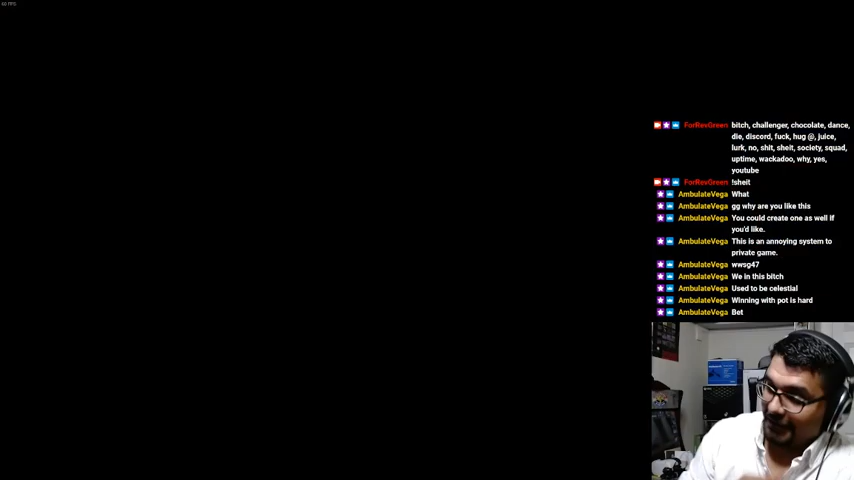 60 FPS
ForRevGreen bitch, challenger, chocolate, dance,
die, discord, fuck, hug @, juice,
lurk, no, shit, sheit, society, squad,
uptime, wackadoo, why, yes,
youtube
ForRevGreen !sheit
AmbulateVega What
AmbulateVega gg why are you like this
AmbulateVega You could create one as well if
you'd like.
AmbulateVega This is an annoying system to
private game.
AmbulateVega wwsg47
AmbulateVega We in this bitch
AmbulateVega Used to be celestial
AmbulateVega Winning with pot is hard
AmbulateVega Bet